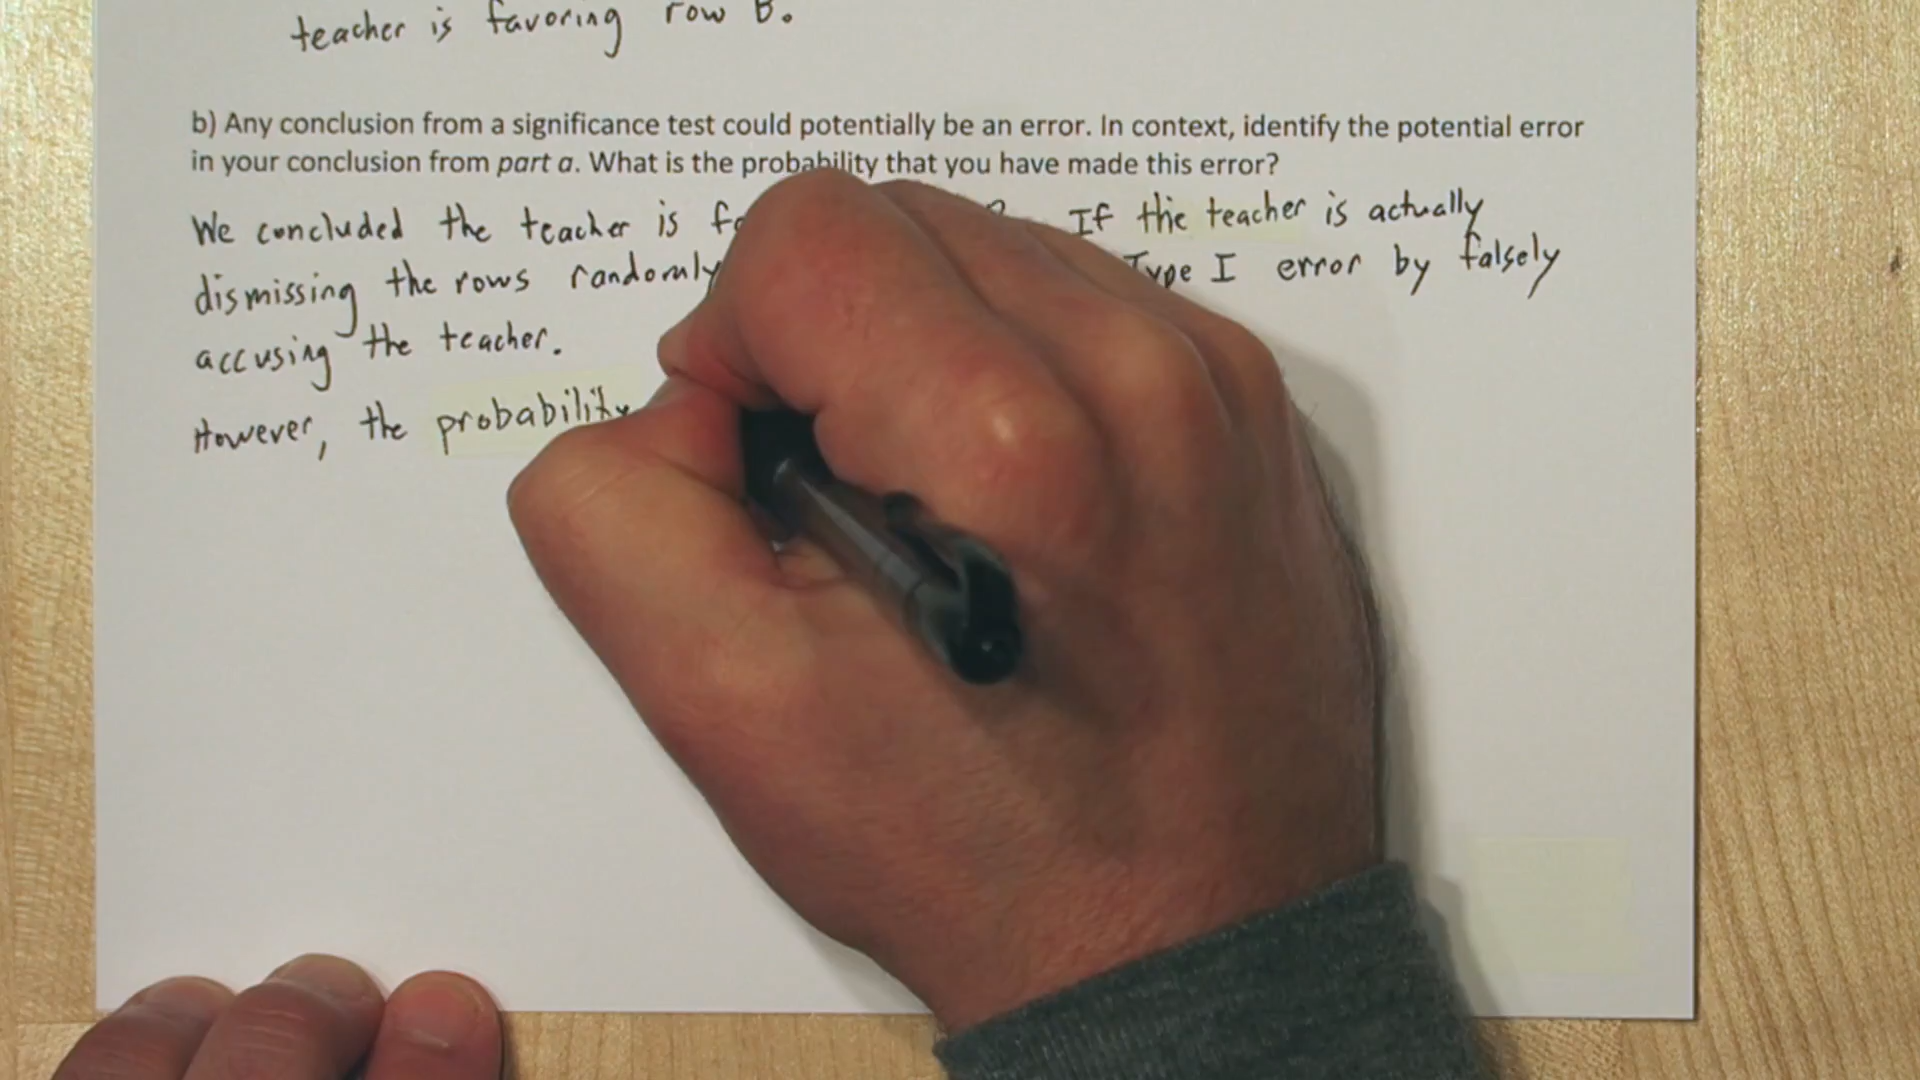 teacher is favoring row B.
b) Any conclusion from a significance test could potentially be an error. In context, identify the potential error
in your conclusion from part a. What is the probability that you have made this error?
We concluded the teacher is If the teacher is actually
dismissing the rows randomly Type I error by falsely
accusing the teacher.
However, the probability